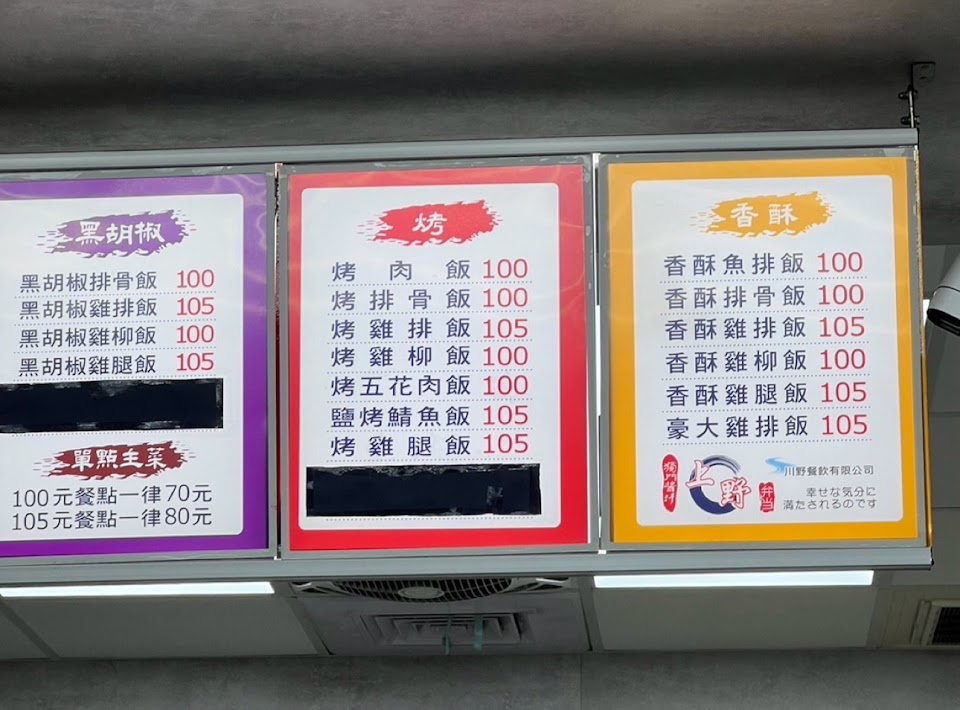 黑胡椒
黑胡椒排骨飯 100
黑胡椒雞排飯 105
黑胡椒雞柳飯 100
黑胡椒雞腿飯 105
單點主菜
100元餐點一律70元
105元餐點一律80元
烤
烤肉飯 100
烤排骨飯 100
烤雞排飯 105
烤雞柳飯 100
烤五花肉飯 100
鹽烤鯖魚飯 105
烤雞腿飯 105
香酥
香酥魚排飯 100
香酥排骨飯 100
香酥雞排飯 105
香酥雞柳飯 100
香酥雞腿飯 105
豪大雞排飯 105
獨門醬汁
上野
弁当
川野餐飲有限公司
幸せな気分に
満たされるのです